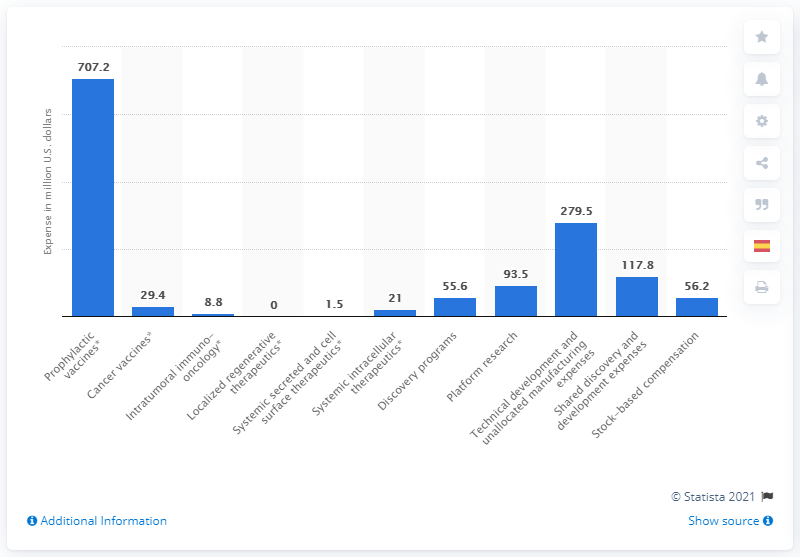 Expense in million U.S. dollars
707.2
29.4
8.8
0
1.5
21
55.6
93.5
279.5
117.8
56.2
Prophylactic
vaccines*
Cancer vaccines*
Intratumoral immuno-
oncology*
Localized regenerative
therapeutics*
Systemic secreted and cell
surface therapeutics*
Systemic intracellular
therapeutics*
Discovery programs
Platform research
Technical development and
unallocated manufacturing
expenses
Shared discovery and
development expenses
Stock-based compensation
© Statista 2021
Additional Information
Show source